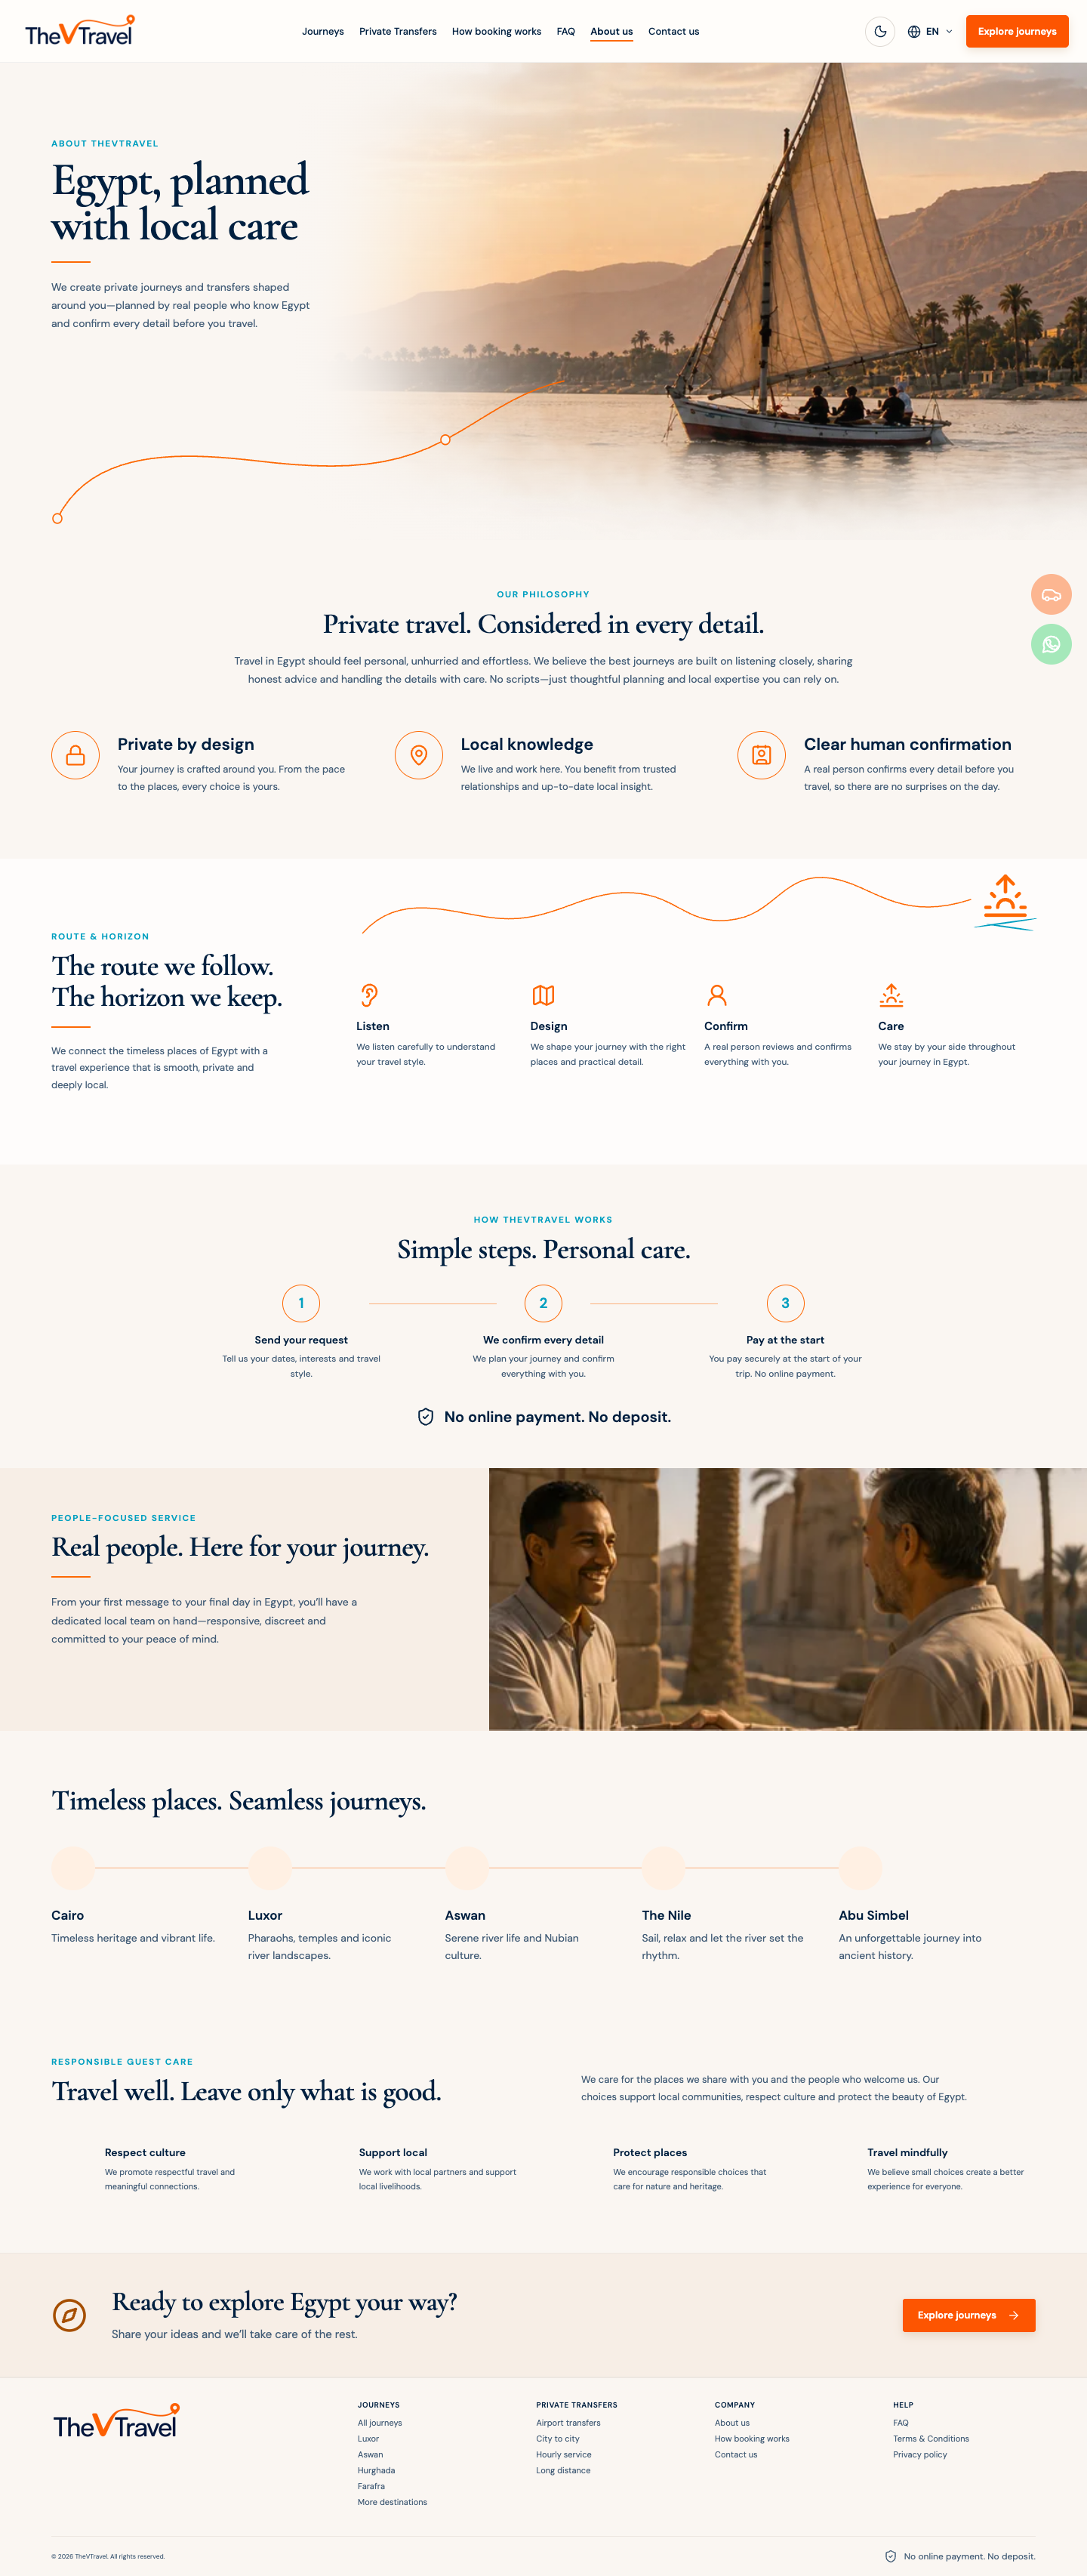 TheVTravel
Journeys
Private Transfers
How booking works
FAQ
About us
Contact us
EN
Explore journeys
ABOUT THEVTRAVEL
Egypt, planned
with local care
We create private journeys and transfers shaped
around you—planned by real people who know Egypt
and confirm every detail before you travel.
OUR PHILOSOPHY
Private travel. Considered in every detail.
Travel in Egypt should feel personal, unhurried and effortless. We believe the best journeys are built on listening closely, sharing
honest advice and handling the details with care. No scripts—just thoughtful planning and local expertise you can rely on.
Private by design
Your journey is crafted around you. From the pace
to the places, every choice is yours.
Local knowledge
We live and work here. You benefit from trusted
relationships and up-to-date local insight.
Clear human confirmation
A real person confirms every detail before you
travel, so there are no surprises on the day.
ROUTE & HORIZON
The route we follow.
The horizon we keep.
We connect the timeless places of Egypt with a
travel experience that is smooth, private and
deeply local.
Listen
We listen carefully to understand
your travel style.
Design
We shape your journey with the right
places and practical detail.
Confirm
A real person reviews and confirms
everything with you.
Care
We stay by your side throughout
your journey in Egypt.
HOW THEVTRAVEL WORKS
Simple steps. Personal care.
1
Send your request
Tell us your dates, interests and travel
style.
2
We confirm every detail
We plan your journey and confirm
everything with you.
3
Pay at the start
You pay securely at the start of your
trip. No online payment.
No online payment. No deposit.
PEOPLE-FOCUSED SERVICE
Real people. Here for your journey.
From your first message to your final day in Egypt, you'll have a
dedicated local team on hand—responsive, discreet and
committed to your peace of mind.
Timeless places. Seamless journeys.
Cairo
Timeless heritage and vibrant life.
Luxor
Pharaohs, temples and iconic
river landscapes.
Aswan
Serene river life and Nubian
culture.
The Nile
Sail, relax and let the river set the
rhythm.
Abu Simbel
An unforgettable journey into
ancient history.
RESPONSIBLE GUEST CARE
Travel well. Leave only what is good.
We care for the places we share with you and the people who welcome us. Our
choices support local communities, respect culture and protect the beauty of Egypt.
Respect culture
We promote respectful travel and
meaningful connections.
Support local
We work with local partners and support
local livelihoods.
Protect places
We encourage responsible choices that
care for nature and heritage.
Travel mindfully
We believe small choices create a better
experience for everyone.
Ready to explore Egypt your way?
Share your ideas and we'll take care of the rest.
Explore journeys
TheVTravel
JOURNEYS
All journeys
Luxor
Aswan
Hurghada
Farafra
More destinations
PRIVATE TRANSFERS
Airport transfers
City to city
Hourly service
Long distance
COMPANY
About us
How booking works
Contact us
HELP
FAQ
Terms & Conditions
Privacy policy
© 2026 TheVTravel. All rights reserved.
No online payment. No deposit.